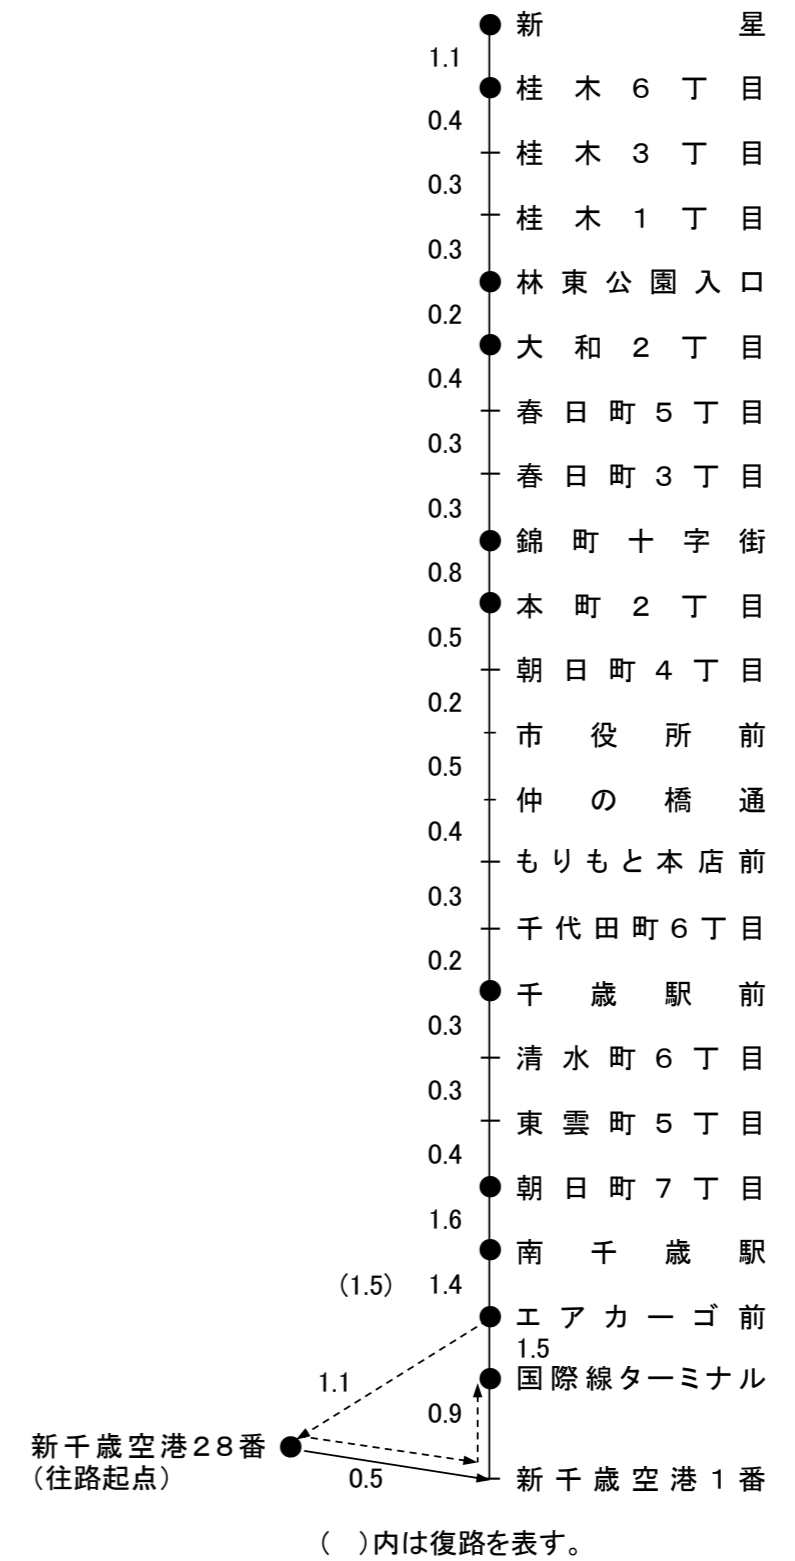 新星
1.1
桂木6丁目
0.4
桂木3丁目
0.3
桂木1丁目
0.3
林東公園入口
0.2
大和2丁目
0.4
春日町5丁目
0.3
春日町3丁目
0.3
錦町十字街
0.8
本町2丁目
0.5
朝日町4丁目
0.2
市役所前
0.5
仲の橋通
0.4
もりもと本店前
0.3
千代田町6丁目
0.2
千歳駅前
0.3
清水町6丁目
0.3
東雲町5丁目
0.4
朝日町7丁目
1.6
南千歳駅
(1.5) 1.4
エアカーゴ前
1.5
国際線ターミナル
1.1
0.9
新千歳空港28番
(往路起点)
0.5
新千歳空港1番
( )内は復路を表す。